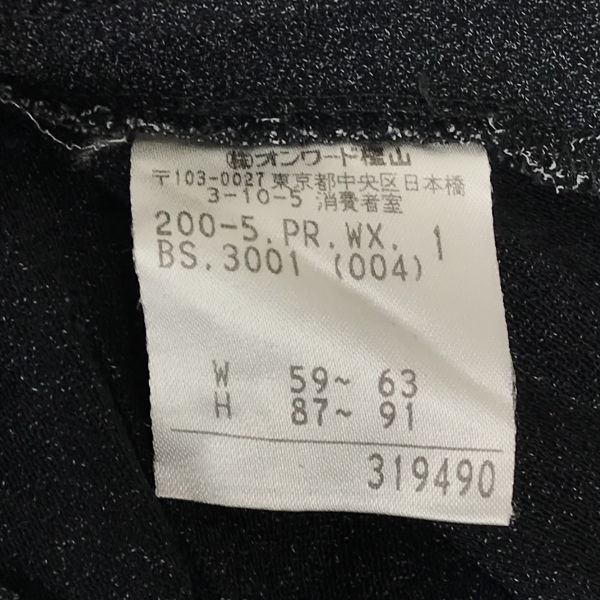 ㈱オンワード樫山
〒103-0027 東京都中央区日本橋
3-10-5 消費者室
200-5.PR.WX. 1
BS.3001 (004)
W 59~ 63
H 87~ 91
319490